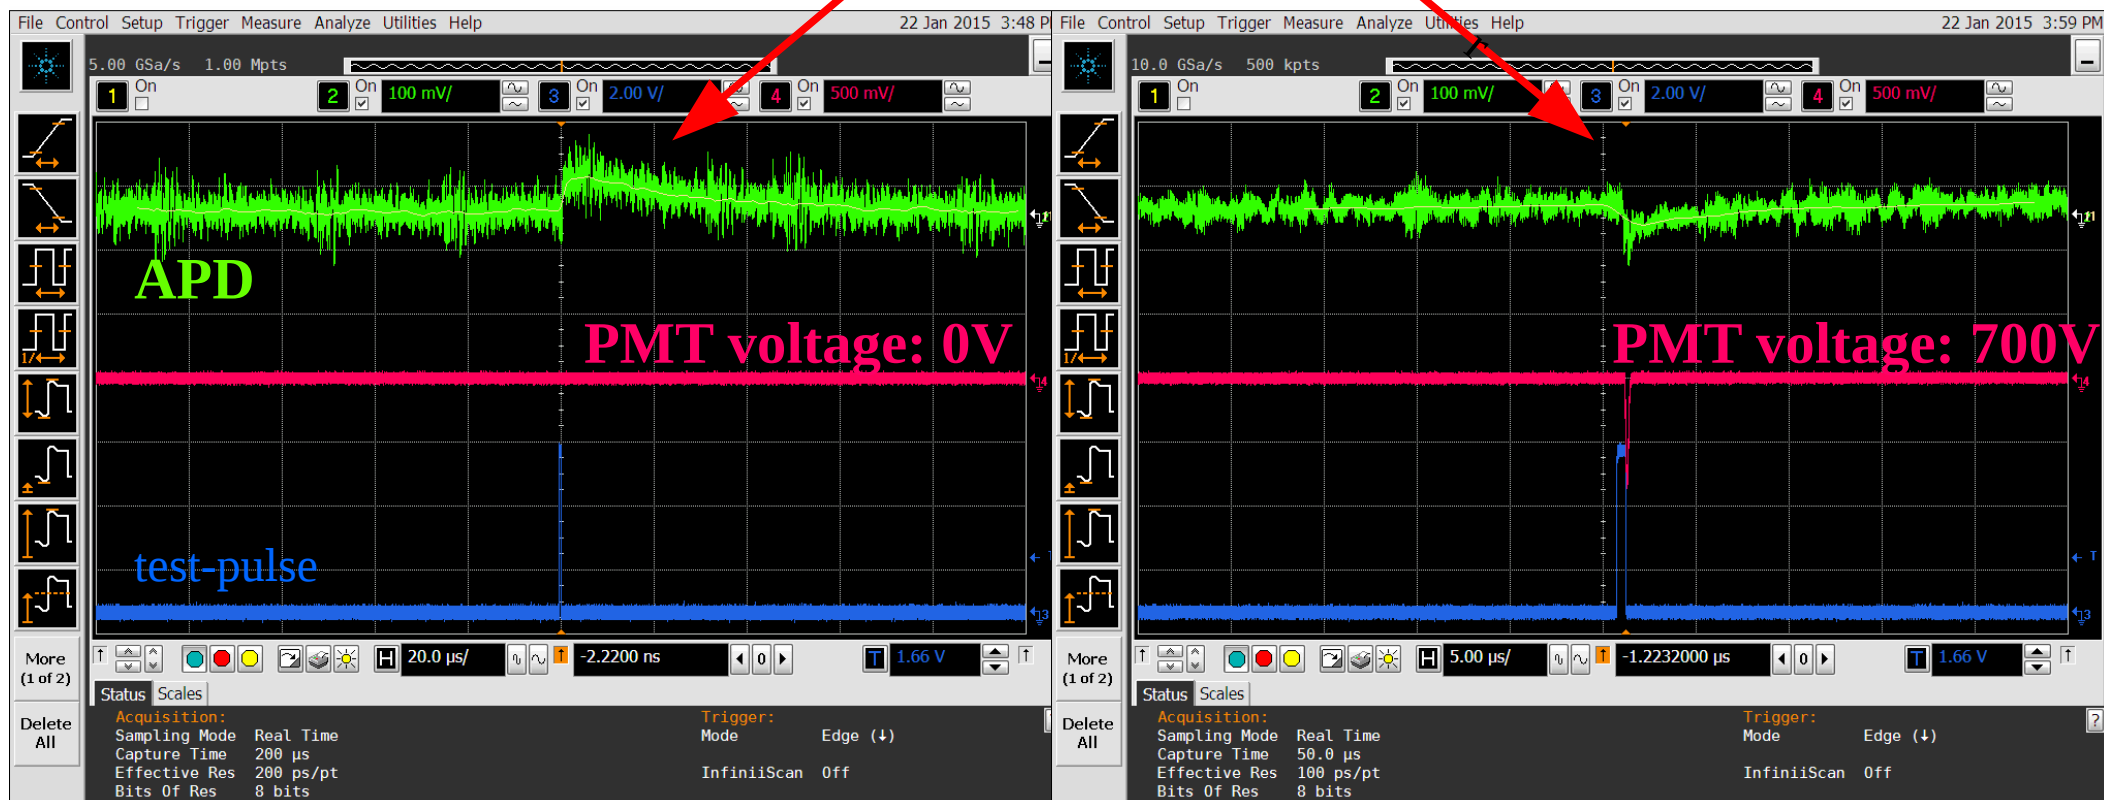 File Control Setup Trigger Measure Analyze Utilities Help 22 Jan 2015 3:48 P
5.00 GSa/s 1.00 Mpts
1 On 2 On 100 mV/ 3 On 2.00 V/ 4 On 500 mV/
APD
PMT voltage: 0V
4
test-pulse
T
3
1/
More
(1 of 2)
Delete
All
H 20.0 µs/ -2.2200 ns 0 T 1.66 V
Status Scales
Acquisition: Trigger:
Sampling Mode Real Time Mode Edge (↓)
Capture Time 200 µs
Effective Res 200 ps/pt InfiniiScan Off
Bits Of Res 8 bits
File Control Setup Trigger Measure Analyze Utilities Help 22 Jan 2015 3:59 PM
r
10.0 GSa/s 500 kpts
1 On 2 On 100 mV/ 3 On 2.00 V/ 4 On 500 mV/
PMT voltage: 700V
4
T
3
1/
More
(1 of 2)
Delete
All
H 5.00 µs/ -1.2232000 µs 0 T 1.66 V
Status Scales
Acquisition: Trigger: ?
Sampling Mode Real Time Mode Edge (↓)
Capture Time 50.0 µs
Effective Res 100 ps/pt InfiniiScan Off
Bits Of Res 8 bits